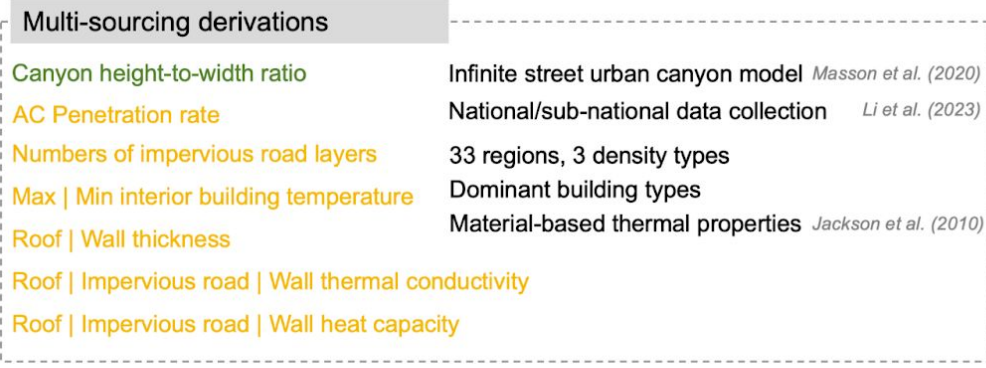 Multi-sourcing derivations
Canyon height-to-width ratio
Infinite street urban canyon model Masson et al. (2020)
AC Penetration rate
National/sub-national data collection Li et al. (2023)
Numbers of impervious road layers
33 regions, 3 density types
Max | Min interior building temperature
Dominant building types
Roof | Wall thickness
Material-based thermal properties Jackson et al. (2010)
Roof | Impervious road | Wall thermal conductivity
Roof | Impervious road | Wall heat capacity